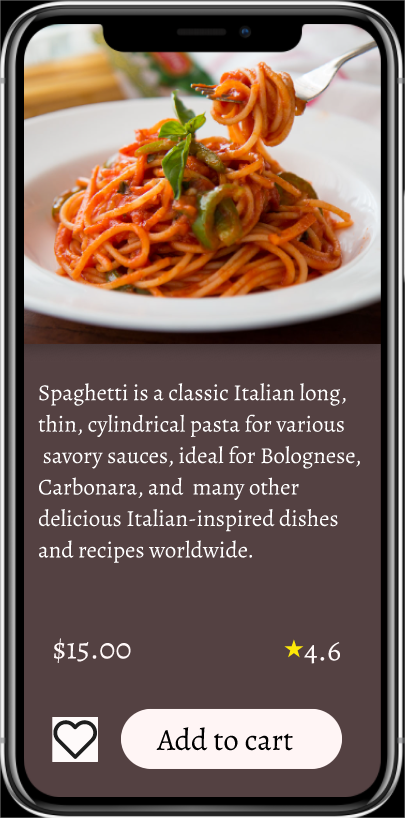 Spaghetti is a classic Italian long,
thin, cylindrical pasta for various
savory sauces, ideal for Bolognese,
Carbonara, and many other
delicious Italian-inspired dishes
and recipes worldwide.
$15.00 ★4.6
Add to cart